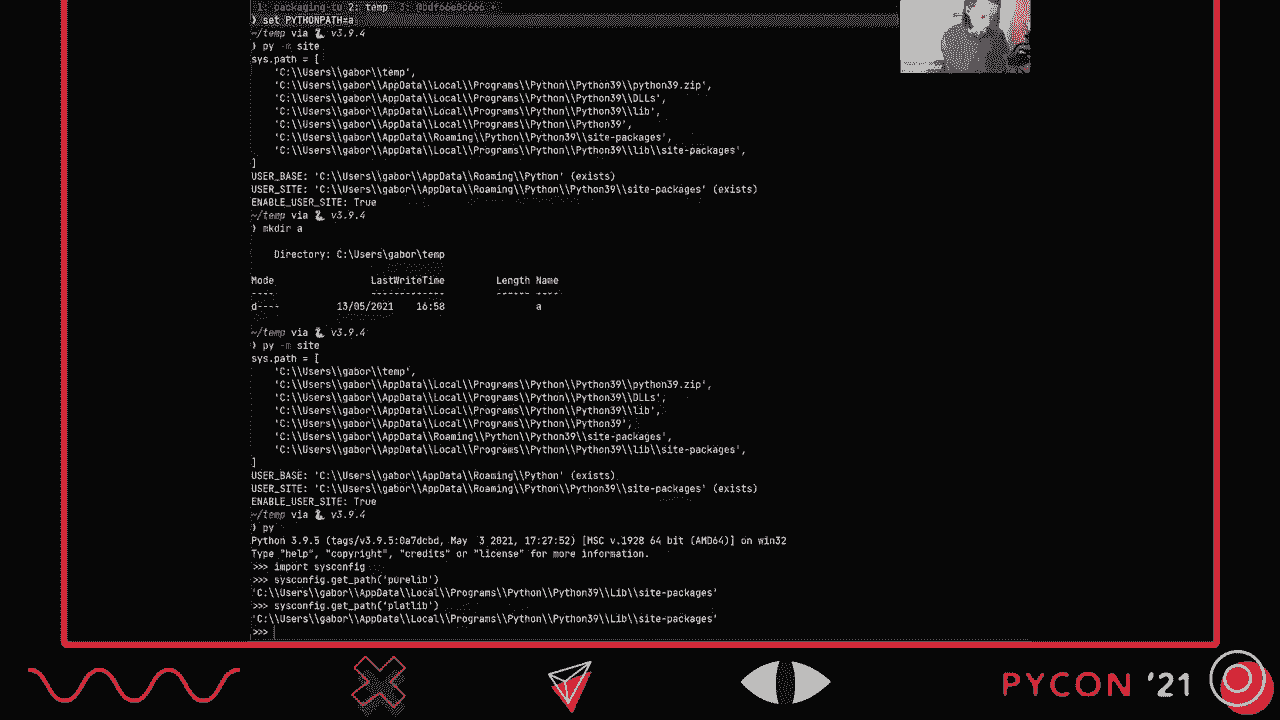 1: packaging-tu 2: temp 3:
❯ set PYTHONPATH=a
~/temp via 🐍 v3.9.4
❯ py -m site
sys.path = [
    'C:\\Users\\gabor\\temp',
    'C:\\Users\\gabor\\AppData\\Local\\Programs\\Python\\Python39\\python39.zip',
    'C:\\Users\\gabor\\AppData\\Local\\Programs\\Python\\Python39\\DLLs',
    'C:\\Users\\gabor\\AppData\\Local\\Programs\\Python\\Python39\\lib',
    'C:\\Users\\gabor\\AppData\\Local\\Programs\\Python\\Python39',
    'C:\\Users\\gabor\\AppData\\Roaming\\Python\\Python39\\site-packages',
    'C:\\Users\\gabor\\AppData\\Local\\Programs\\Python\\Python39\\lib\\site-packages',
]
USER_BASE: 'C:\\Users\\gabor\\AppData\\Roaming\\Python' (exists)
USER_SITE: 'C:\\Users\\gabor\\AppData\\Roaming\\Python\\Python39\\site-packages' (exists)
ENABLE_USER_SITE: True
~/temp via 🐍 v3.9.4
❯ mkdir a
    Directory: C:\Users\gabor\temp
Mode                 LastWriteTime         Length Name
----                 -------------         ------ ----
d----          13/05/2021    16:58                a
~/temp via 🐍 v3.9.4
❯ py -m site
sys.path = [
    'C:\\Users\\gabor\\temp',
    'C:\\Users\\gabor\\AppData\\Local\\Programs\\Python\\Python39\\python39.zip',
    'C:\\Users\\gabor\\AppData\\Local\\Programs\\Python\\Python39\\DLLs',
    'C:\\Users\\gabor\\AppData\\Local\\Programs\\Python\\Python39\\lib',
    'C:\\Users\\gabor\\AppData\\Local\\Programs\\Python\\Python39',
    'C:\\Users\\gabor\\AppData\\Roaming\\Python\\Python39\\site-packages',
    'C:\\Users\\gabor\\AppData\\Local\\Programs\\Python\\Python39\\lib\\site-packages',
]
USER_BASE: 'C:\\Users\\gabor\\AppData\\Roaming\\Python' (exists)
USER_SITE: 'C:\\Users\\gabor\\AppData\\Roaming\\Python\\Python39\\site-packages' (exists)
ENABLE_USER_SITE: True
~/temp via 🐍 v3.9.4
❯ py
Python 3.9.5 (tags/v3.9.5:0a7dcbd, May  3 2021, 17:27:52) [MSC v.1928 64 bit (AMD64)] on win32
Type "help", "copyright", "credits" or "license" for more information.
>>> import sysconfig
>>> sysconfig.get_path('purelib')
'C:\\Users\\gabor\\AppData\\Local\\Programs\\Python\\Python39\\Lib\\site-packages'
>>> sysconfig.get_path('platlib')
'C:\\Users\\gabor\\AppData\\Local\\Programs\\Python\\Python39\\Lib\\site-packages'
>>>
PYCON '21